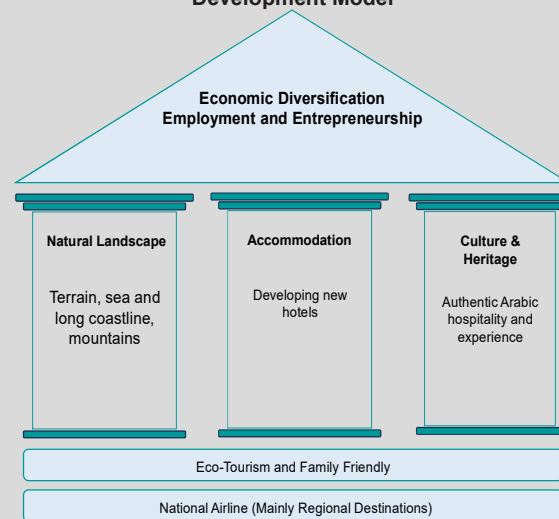 Development Model
Economic Diversification
Employment and Entrepreneurship
Natural Landscape
Terrain, sea and
long coastline,
mountains
Accommodation
Developing new
hotels
Culture &
Heritage
Authentic Arabic
hospitality and
experience
Eco-Tourism and Family Friendly
National Airline (Mainly Regional Destinations)